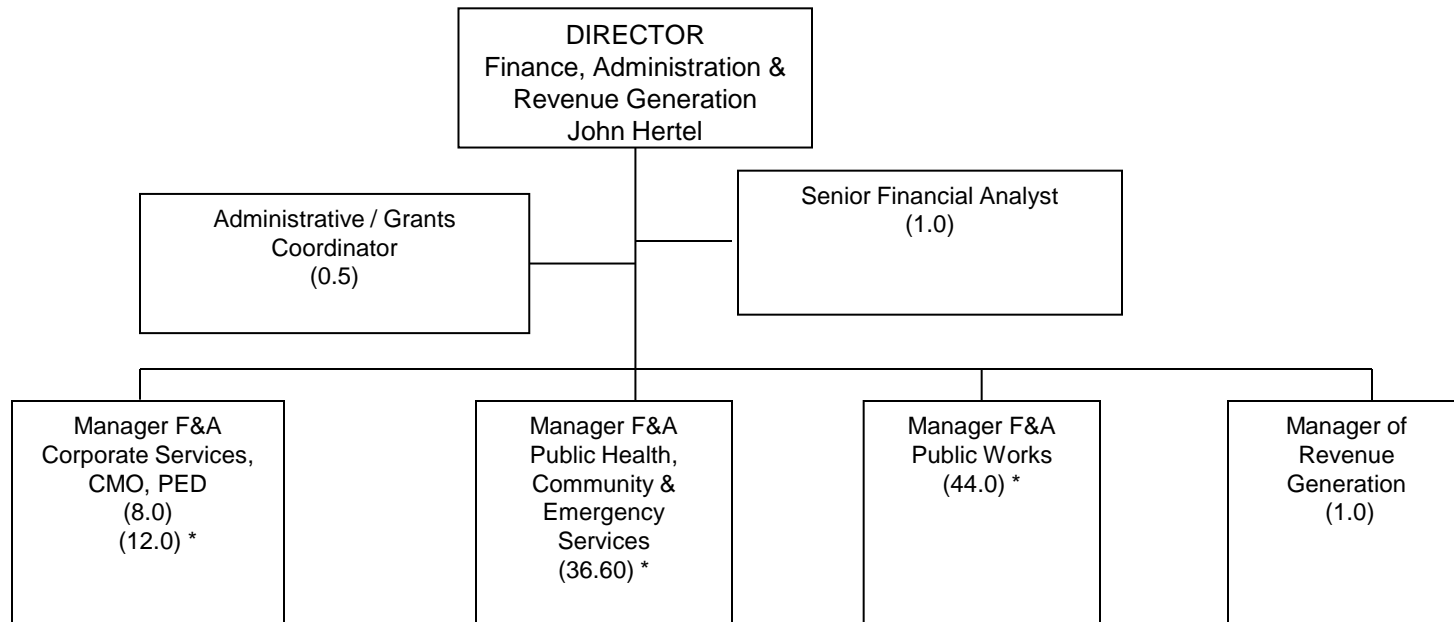 DIRECTOR
Finance, Administration &
Revenue Generation
John Hertel
Administrative / Grants
Coordinator
(0.5)
Senior Financial Analyst
(1.0)
Manager F&A
Corporate Services,
CMO, PED
(8.0)
(12.0) *
Manager F&A
Public Health,
Community &
Emergency
Services
(36.60) *
Manager F&A
Public Works
(44.0) *
Manager of
Revenue
Generation
(1.0)